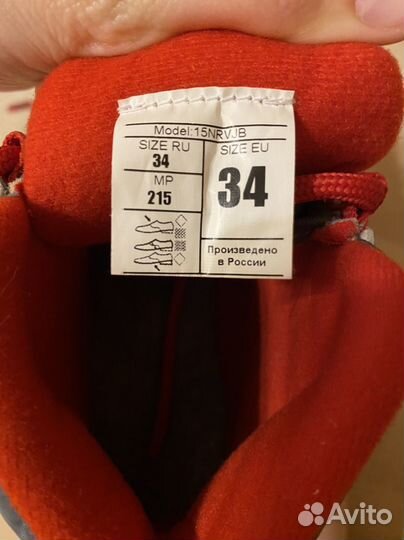 Model:15NRVJB
SIZE RU
34
MP
215
SIZE EU
34
Произведено
в России
Avito